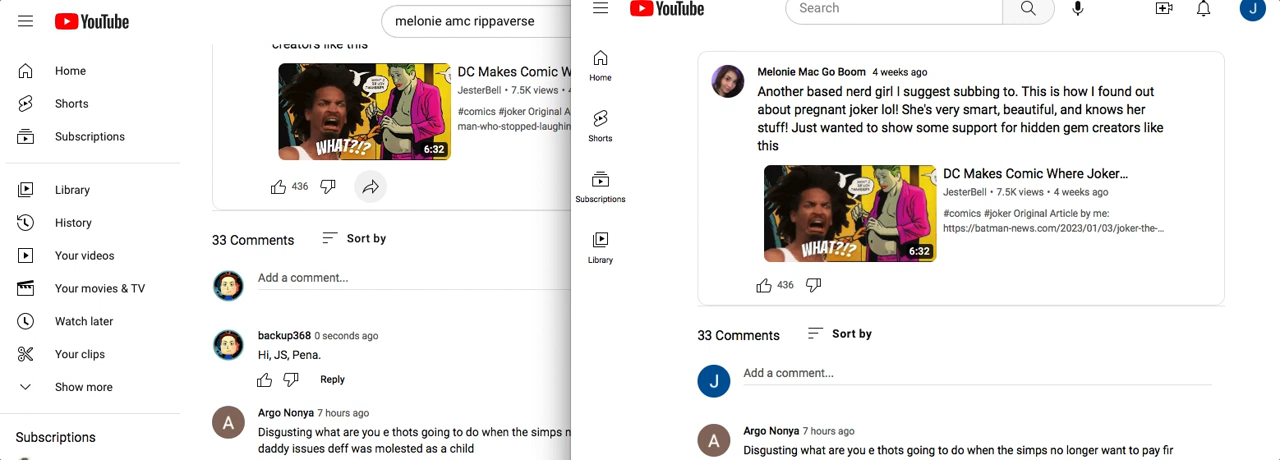 YouTube
melonie amc rippaverse
Home
Shorts
Subscriptions
Library
History
Your videos
Your movies & TV
Watch later
Your clips
Show more
Subscriptions
creators like this
WHAT?!?
6:32
DC Makes Comic W
JesterBell • 7.5K views •
#comics #joker Original A
man-who-stopped-laughin
436
33 Comments
Sort by
Add a comment...
backup368 0 seconds ago
Hi, JS, Pena.
Reply
A
Argo Nonya 7 hours ago
Disgusting what are you e thots going to do when the simps n
daddy issues deff was molested as a child
YouTube
Search
J
Home
Shorts
Subscriptions
Library
Melonie Mac Go Boom 4 weeks ago
Another based nerd girl I suggest subbing to. This is how I found out
about pregnant joker lol! She's very smart, beautiful, and knows her
stuff! Just wanted to show some support for hidden gem creators like
this
WHAT?!?
6:32
DC Makes Comic Where Joker...
JesterBell • 7.5K views • 4 weeks ago
#comics #joker Original Article by me:
https://batman-news.com/2023/01/03/joker-the-...
436
33 Comments
Sort by
J
Add a comment...
A
Argo Nonya 7 hours ago
Disgusting what are you e thots going to do when the simps no longer want to pay fir